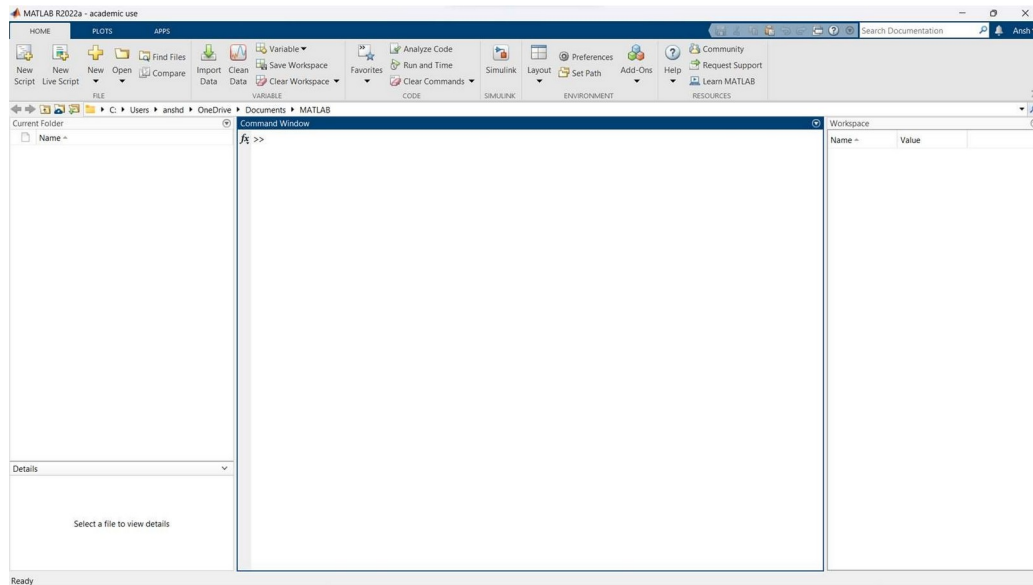 MATLAB R2022a - academic use
HOME PLOTS APPS
Search Documentation
Ansh
New Script
New Live Script
New
Open
Find Files
Compare
FILE
Import Data
Clean Data
Variable
Save Workspace
Clear Workspace
VARIABLE
Favorites
Analyze Code
Run and Time
Clear Commands
CODE
Simulink
SIMULINK
Layout
Preferences
Set Path
Add-Ons
ENVIRONMENT
Help
Community
Request Support
Learn MATLAB
RESOURCES
C: Users anshd OneDrive Documents MATLAB
Current Folder
Name
Command Window
fx >>
Workspace
Name Value
Details
Select a file to view details
Ready